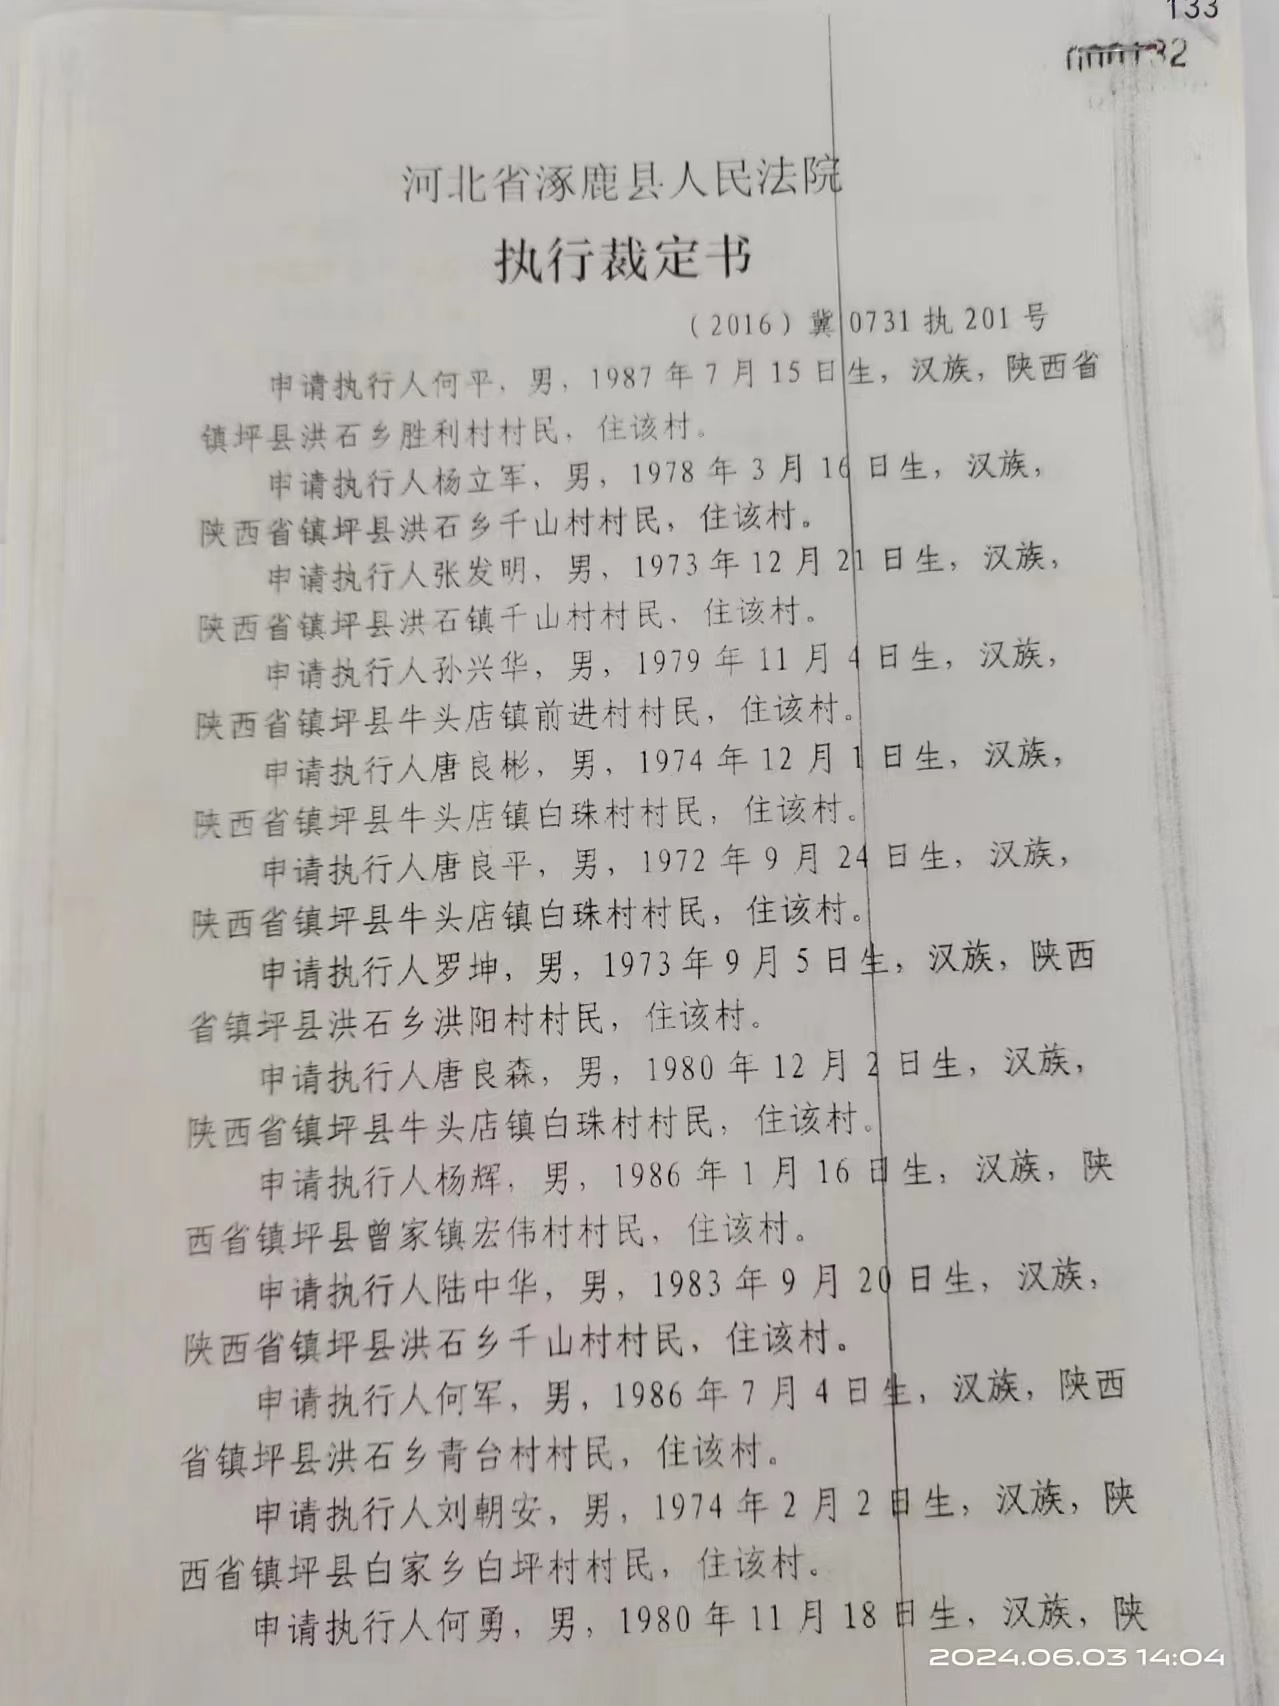 133
132
河北省涿鹿县人民法院
执行裁定书
（2016）冀0731执201号
申请执行人何平，男，1987年7月15日生，汉族，陕西省
镇坪县洪石乡胜利村村民，住该村。
申请执行人杨立军，男，1978年3月16日生，汉族，
陕西省镇坪县洪石乡千山村村民，住该村。
申请执行人张发明，男，1973年12月21日生，汉族，
陕西省镇坪县洪石镇千山村村民，住该村。
申请执行人孙兴华，男，1979年11月4日生，汉族，
陕西省镇坪县牛头店镇前进村村民，住该村。
申请执行人唐良彬，男，1974年12月1日生，汉族，
陕西省镇坪县牛头店镇白珠村村民，住该村。
申请执行人唐良平，男，1972年9月24日生，汉族，
陕西省镇坪县牛头店镇白珠村村民，住该村。
申请执行人罗坤，男，1973年9月5日生，汉族，陕西
省镇坪县洪石乡洪阳村村民，住该村。
申请执行人唐良森，男，1980年12月2日生，汉族，
陕西省镇坪县牛头店镇白珠村村民，住该村。
申请执行人杨辉，男，1986年1月16日生，汉族，陕
西省镇坪县曾家镇宏伟村村民，住该村。
申请执行人陆中华，男，1983年9月20日生，汉族，
陕西省镇坪县洪石乡千山村村民，住该村。
申请执行人何军，男，1986年7月4日生，汉族，陕西
省镇坪县洪石乡青台村村民，住该村。
申请执行人刘朝安，男，1974年2月2日生，汉族，陕
西省镇坪县白家乡白坪村村民，住该村。
申请执行人何勇，男，1980年11月18日生，汉族，陕
2024.06.03 14:04